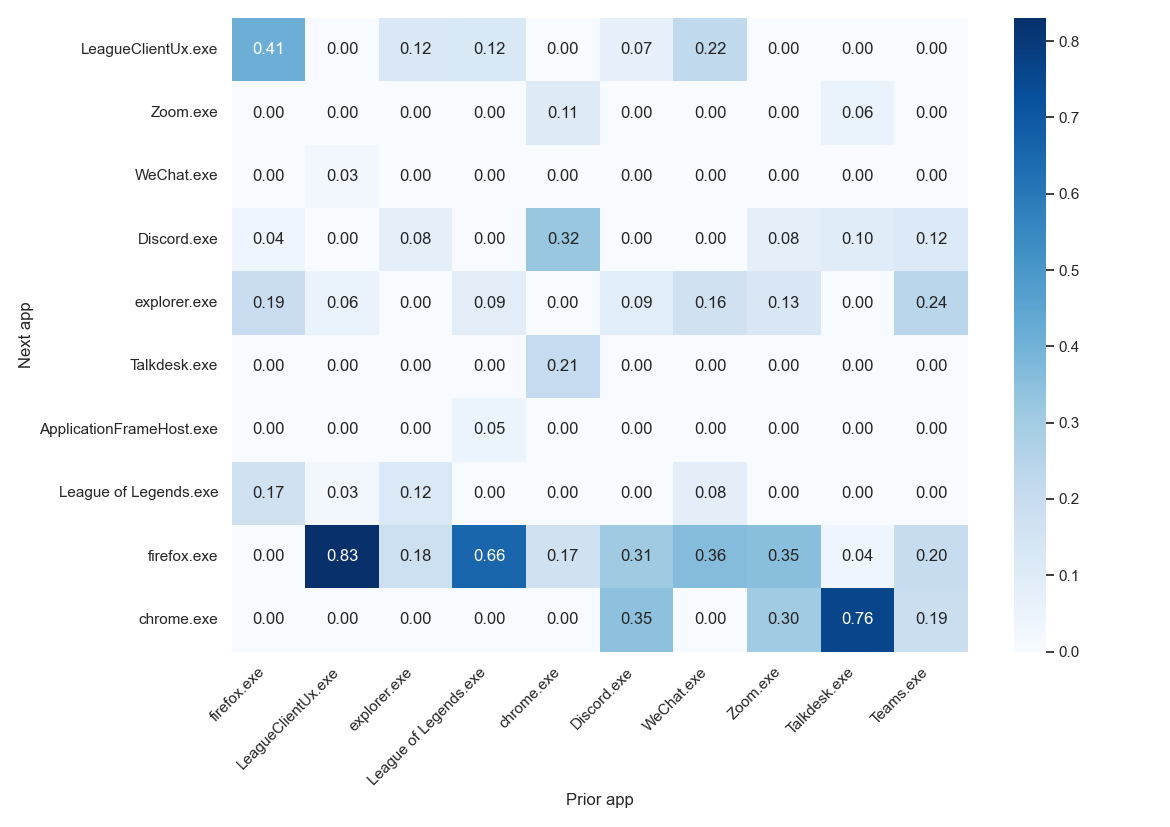 LeagueClientUx.exe 0.41 0.00 0.12 0.12 0.00 0.07 0.22 0.00 0.00 0.00
Zoom.exe 0.00 0.00 0.00 0.00 0.11 0.00 0.00 0.00 0.06 0.00
WeChat.exe 0.00 0.03 0.00 0.00 0.00 0.00 0.00 0.00 0.00 0.00
Discord.exe 0.04 0.00 0.08 0.00 0.32 0.00 0.00 0.08 0.10 0.12
explorer.exe 0.19 0.06 0.00 0.09 0.00 0.09 0.16 0.13 0.00 0.24
Talkdesk.exe 0.00 0.00 0.00 0.00 0.21 0.00 0.00 0.00 0.00 0.00
ApplicationFrameHost.exe 0.00 0.00 0.00 0.05 0.00 0.00 0.00 0.00 0.00 0.00
League of Legends.exe 0.17 0.03 0.12 0.00 0.00 0.00 0.08 0.00 0.00 0.00
firefox.exe 0.00 0.83 0.18 0.66 0.17 0.31 0.36 0.35 0.04 0.20
chrome.exe 0.00 0.00 0.00 0.00 0.00 0.35 0.00 0.30 0.76 0.19
Next app
firefox.exe
LeagueClientUx.exe
explorer.exe
League of Legends.exe
chrome.exe
Discord.exe
WeChat.exe
Zoom.exe
Talkdesk.exe
Teams.exe
Prior app
0.8
0.7
0.6
0.5
0.4
0.3
0.2
0.1
0.0